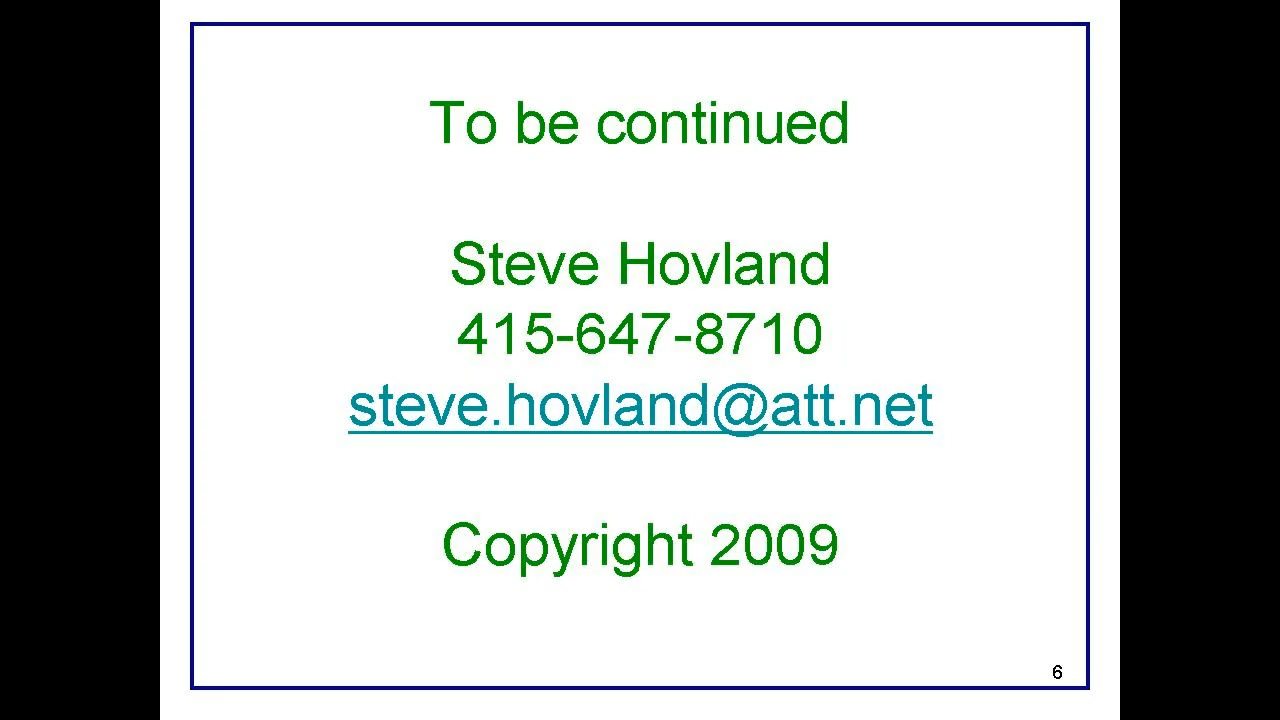 To be continued
Steve Hovland
415-647-8710
steve.hovland@att.net
Copyright 2009
6